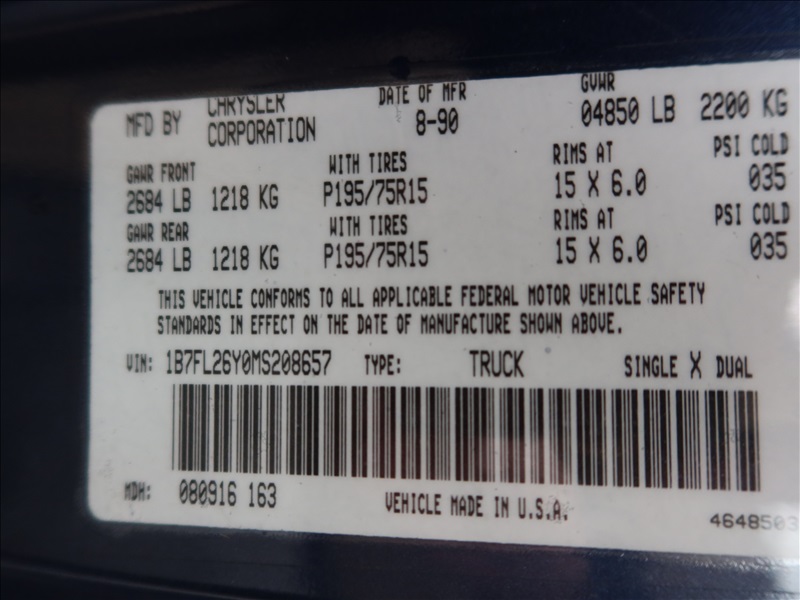 MFD BY CHRYSLER CORPORATION DATE OF MFR 8-90 GVWR 04850 LB 2200 KG
GAWR FRONT WITH TIRES RIMS AT PSI COLD
2684 LB 1218 KG P195/75R15 15 X 6.0 035
GAWR REAR WITH TIRES RIMS AT PSI COLD
2684 LB 1218 KG P195/75R15 15 X 6.0 035
THIS VEHICLE CONFORMS TO ALL APPLICABLE FEDERAL MOTOR VEHICLE SAFETY
STANDARDS IN EFFECT ON THE DATE OF MANUFACTURE SHOWN ABOVE.
VIN: 1B7FL26Y0MS208657 TYPE: TRUCK SINGLE X DUAL
MDH: 080916 163 VEHICLE MADE IN U.S.A. 4648503